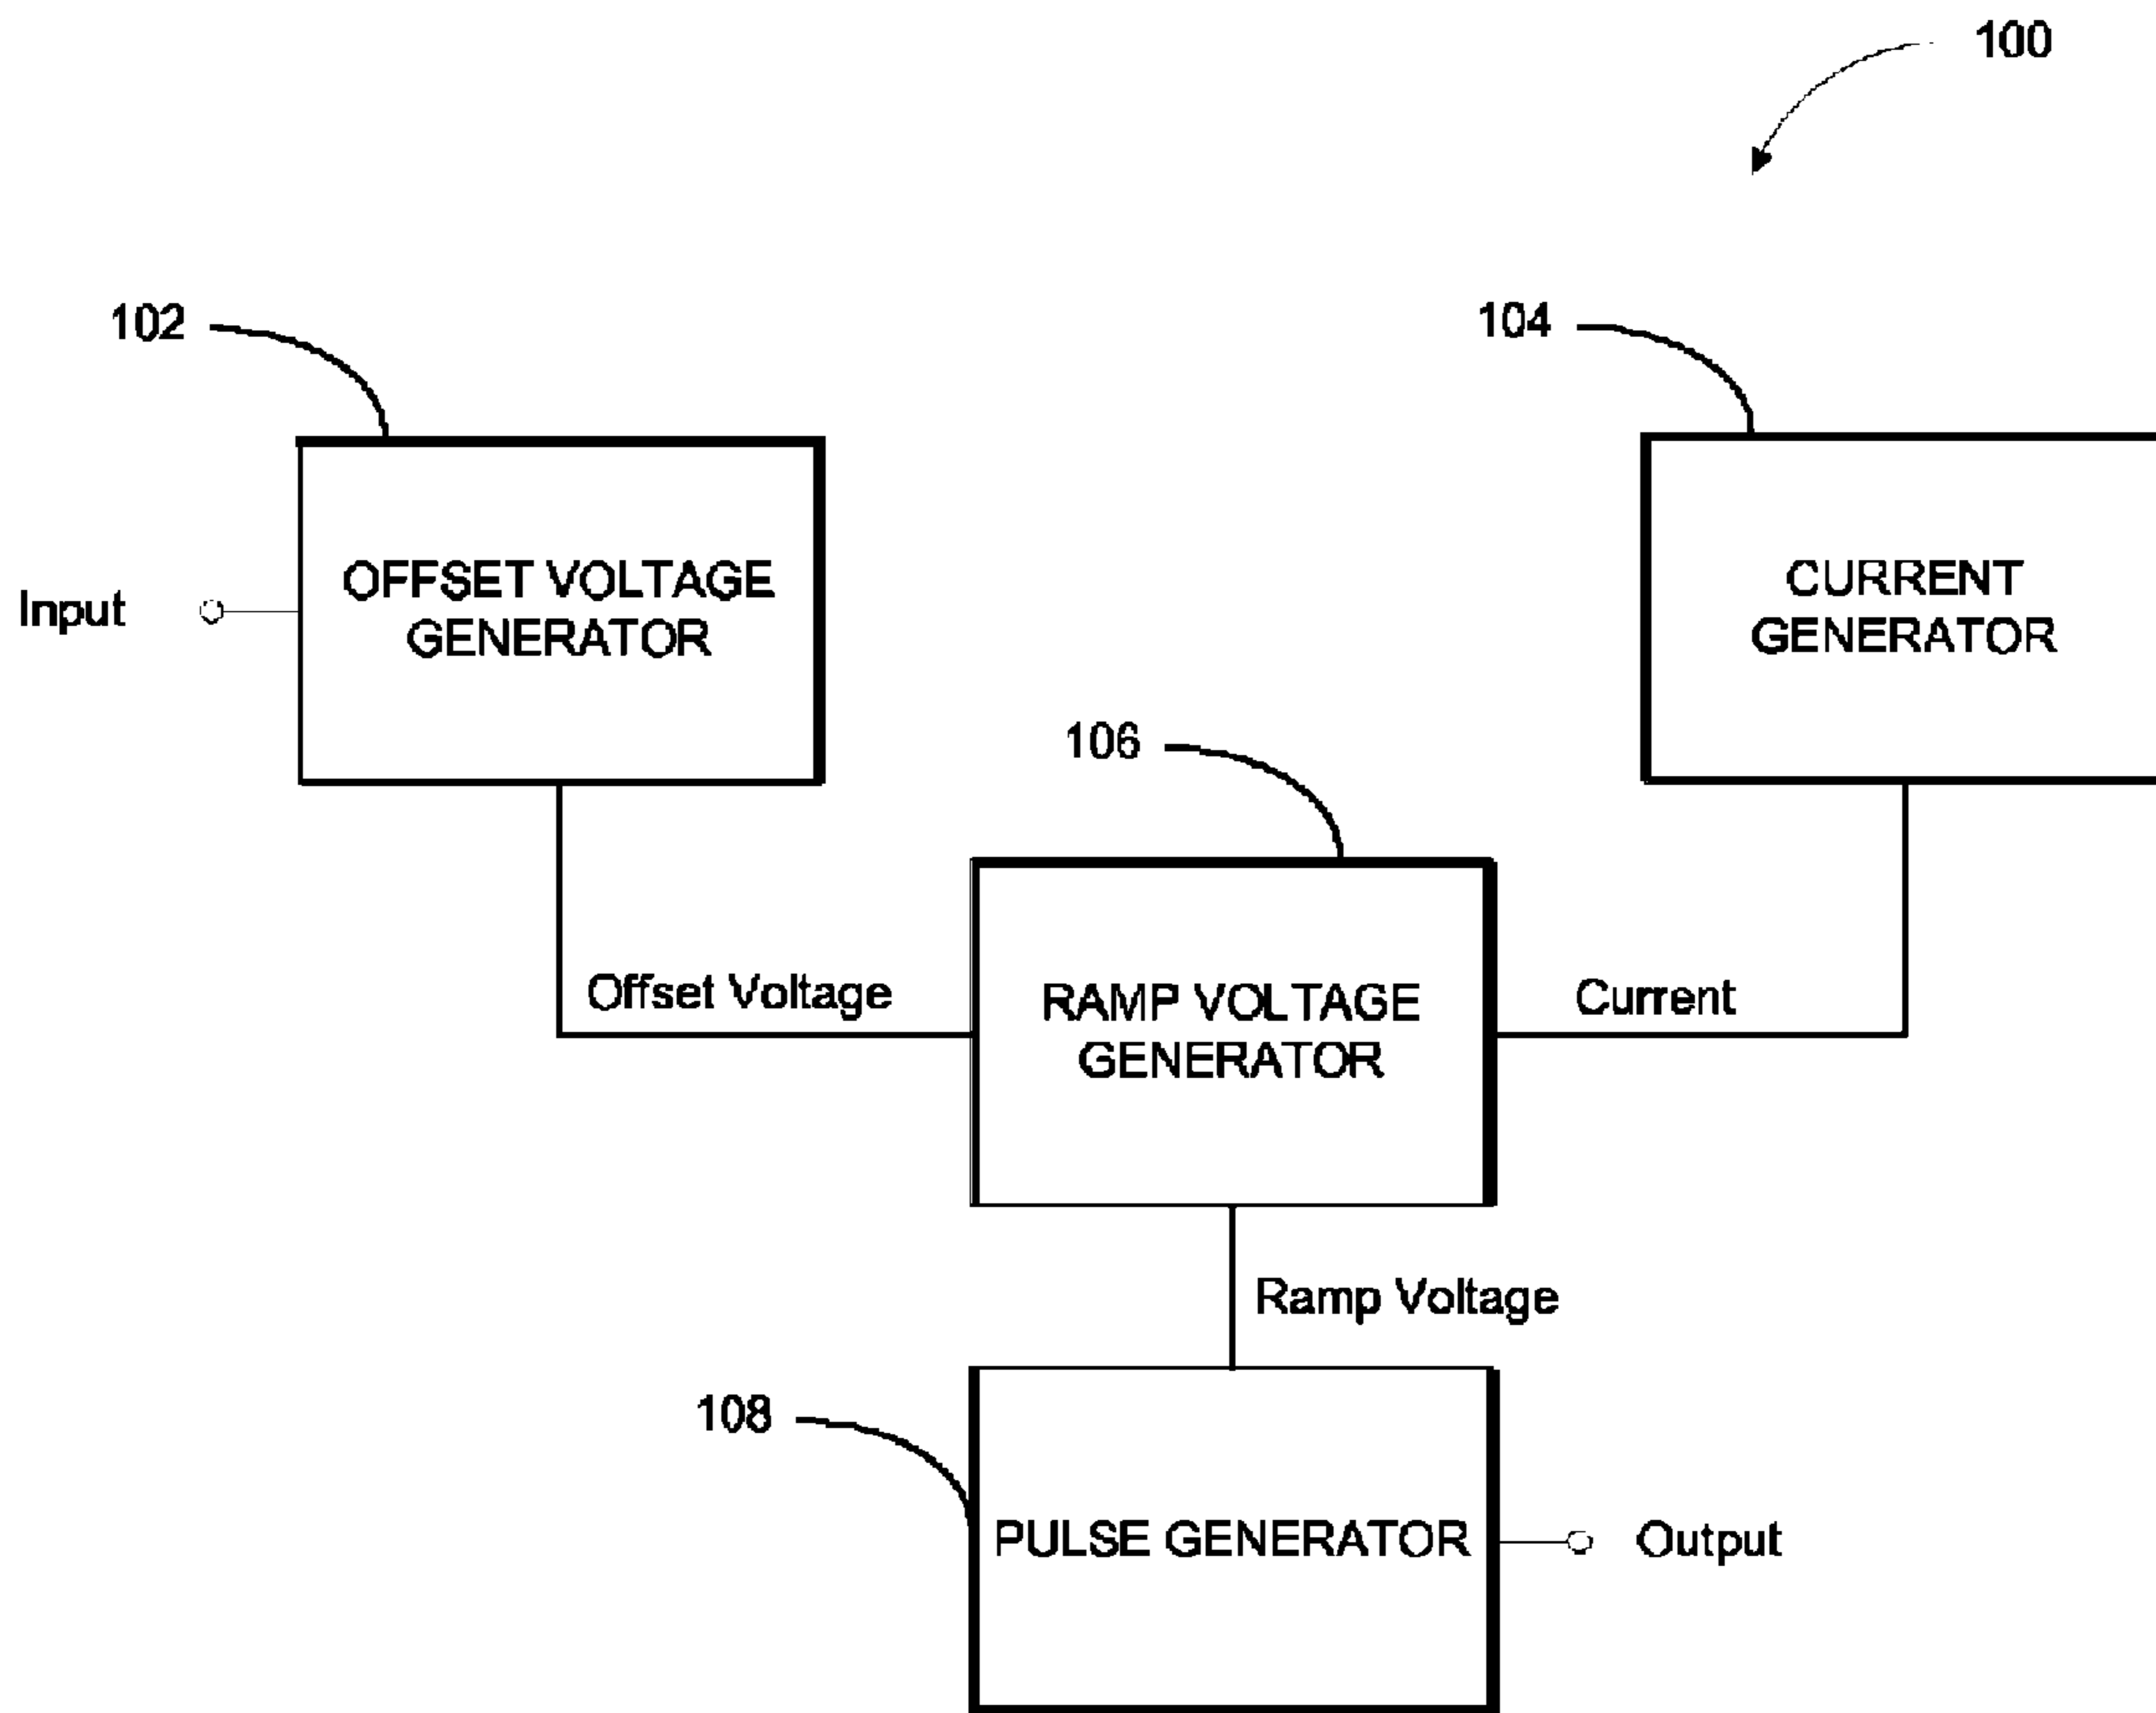 100
102
104
OFFSET VOLTAGE
GENERATOR
CURRENT
GENERATOR
Input
106
Offset Voltage
RAMP VOLTAGE
GENERATOR
Current
Ramp Voltage
108
PULSE GENERATOR
Output